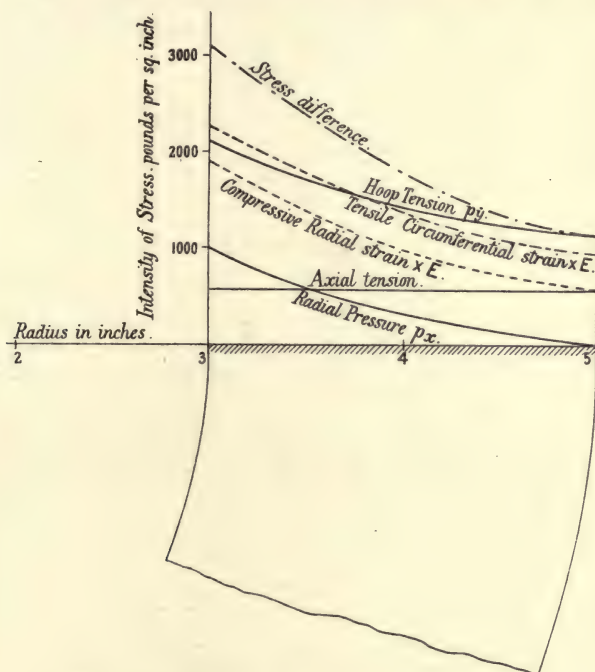 Intensity of Stress. pounds per sq. inch.
3000
2000
1000
Stress difference.
Hoop Tension py.
Tensile Circumferential strain × E.
Compressive Radial strain × E.
Axial tension.
Radial Pressure px.
Radius in inches.
2
3
4
5